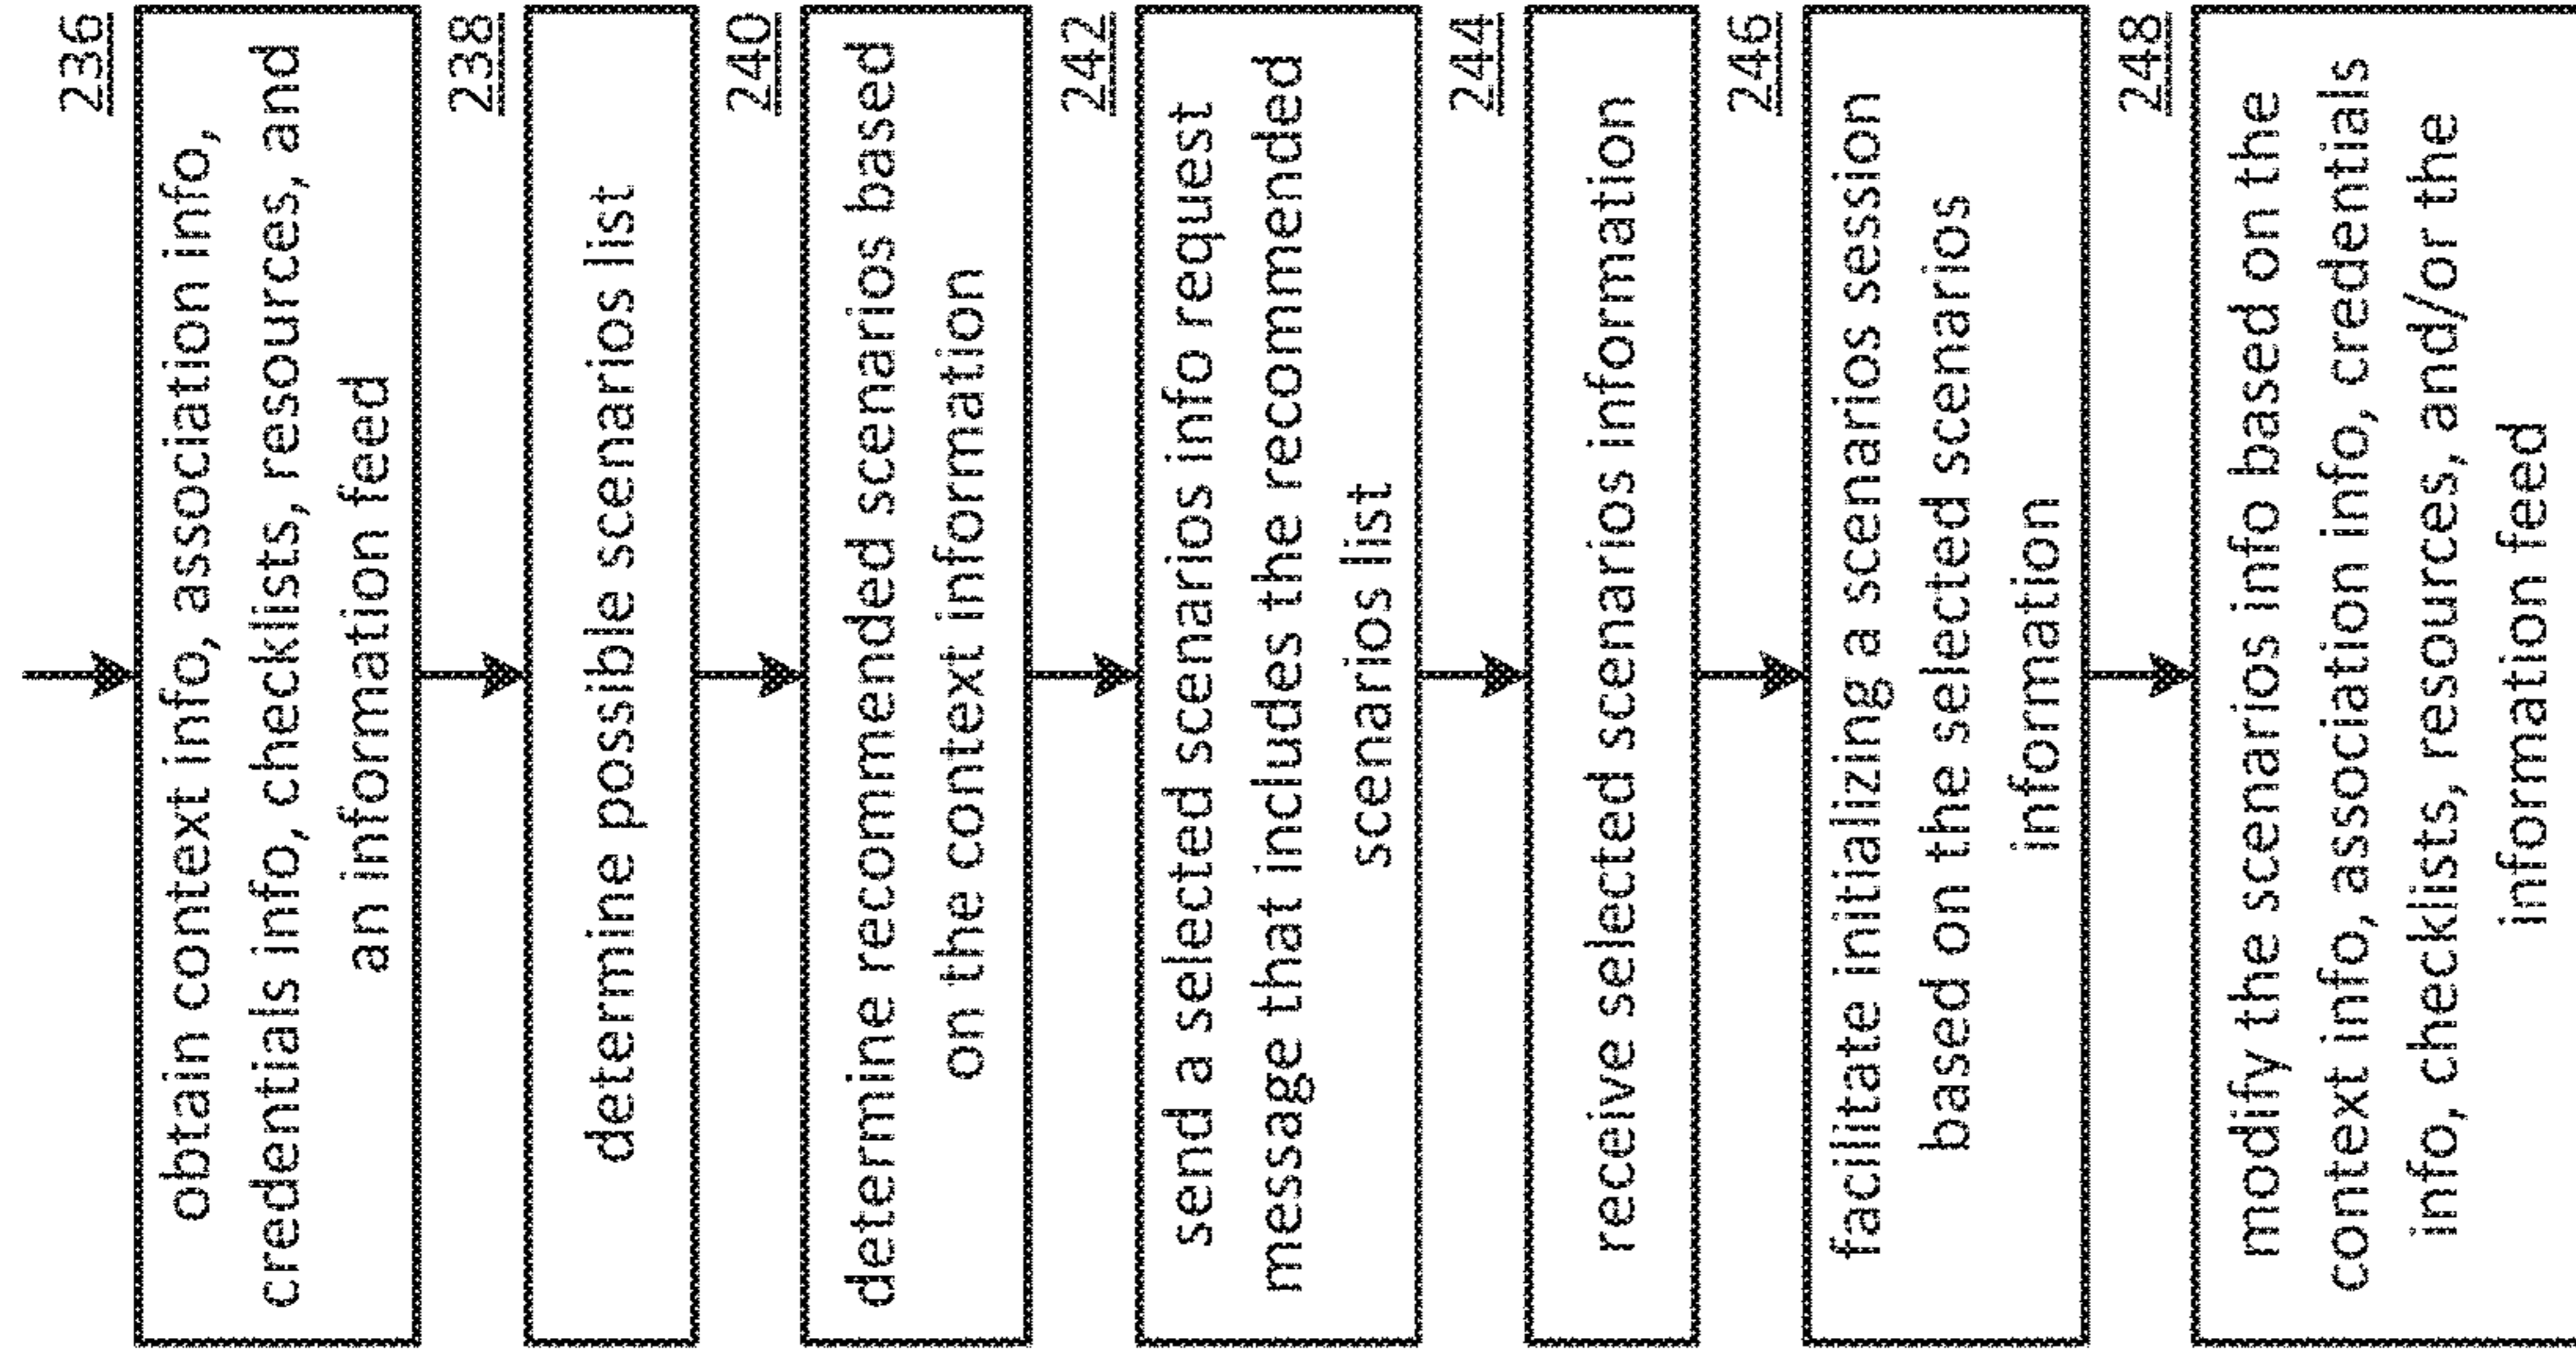 236
obtain context info, association info,
credentials info, checklists, resources, and
an information feed
238
determine possible scenarios list
240
determine recommended scenarios based
on the context information
242
send a selected scenarios info request
message that includes the recommended
scenarios list
244
receive selected scenarios information
246
facilitate initializing a scenarios session
based on the selected scenarios
information
248
modify the scenarios info based on the
context info, association info, credentials
info, checklists, resources, and/or the
information feed